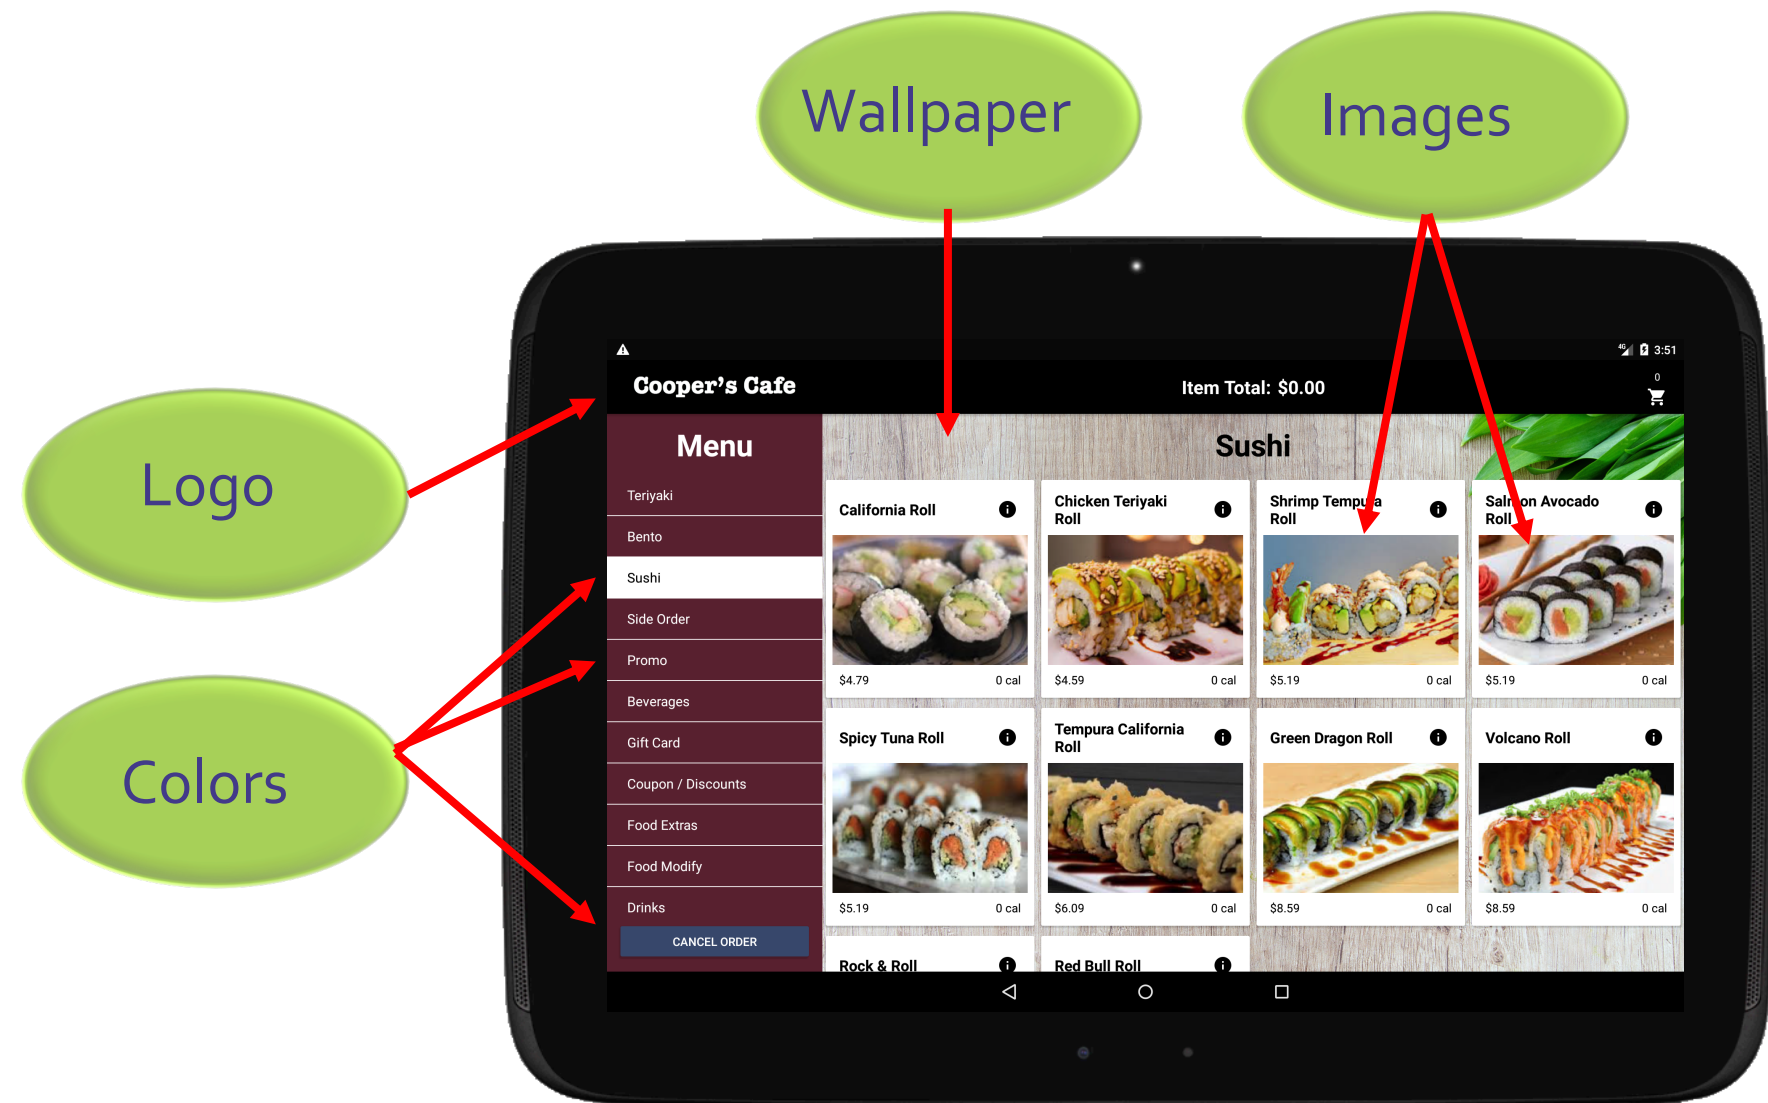 Wallpaper
Images
Logo
Colors
4G 3:51
Cooper's Cafe
Item Total: $0.00
0
Menu
Teriyaki
Bento
Sushi
Side Order
Promo
Beverages
Gift Card
Coupon / Discounts
Food Extras
Food Modify
Drinks
CANCEL ORDER
Sushi
California Roll
$4.79 0 cal
Chicken Teriyaki
Roll
$4.59 0 cal
Shrimp Tempura
Roll
$5.19 0 cal
Salmon Avocado
Roll
$5.19 0 cal
Spicy Tuna Roll
$5.19 0 cal
Tempura California
Roll
$6.09 0 cal
Green Dragon Roll
$8.59 0 cal
Volcano Roll
$8.59 0 cal
Rock & Roll
Red Bull Roll